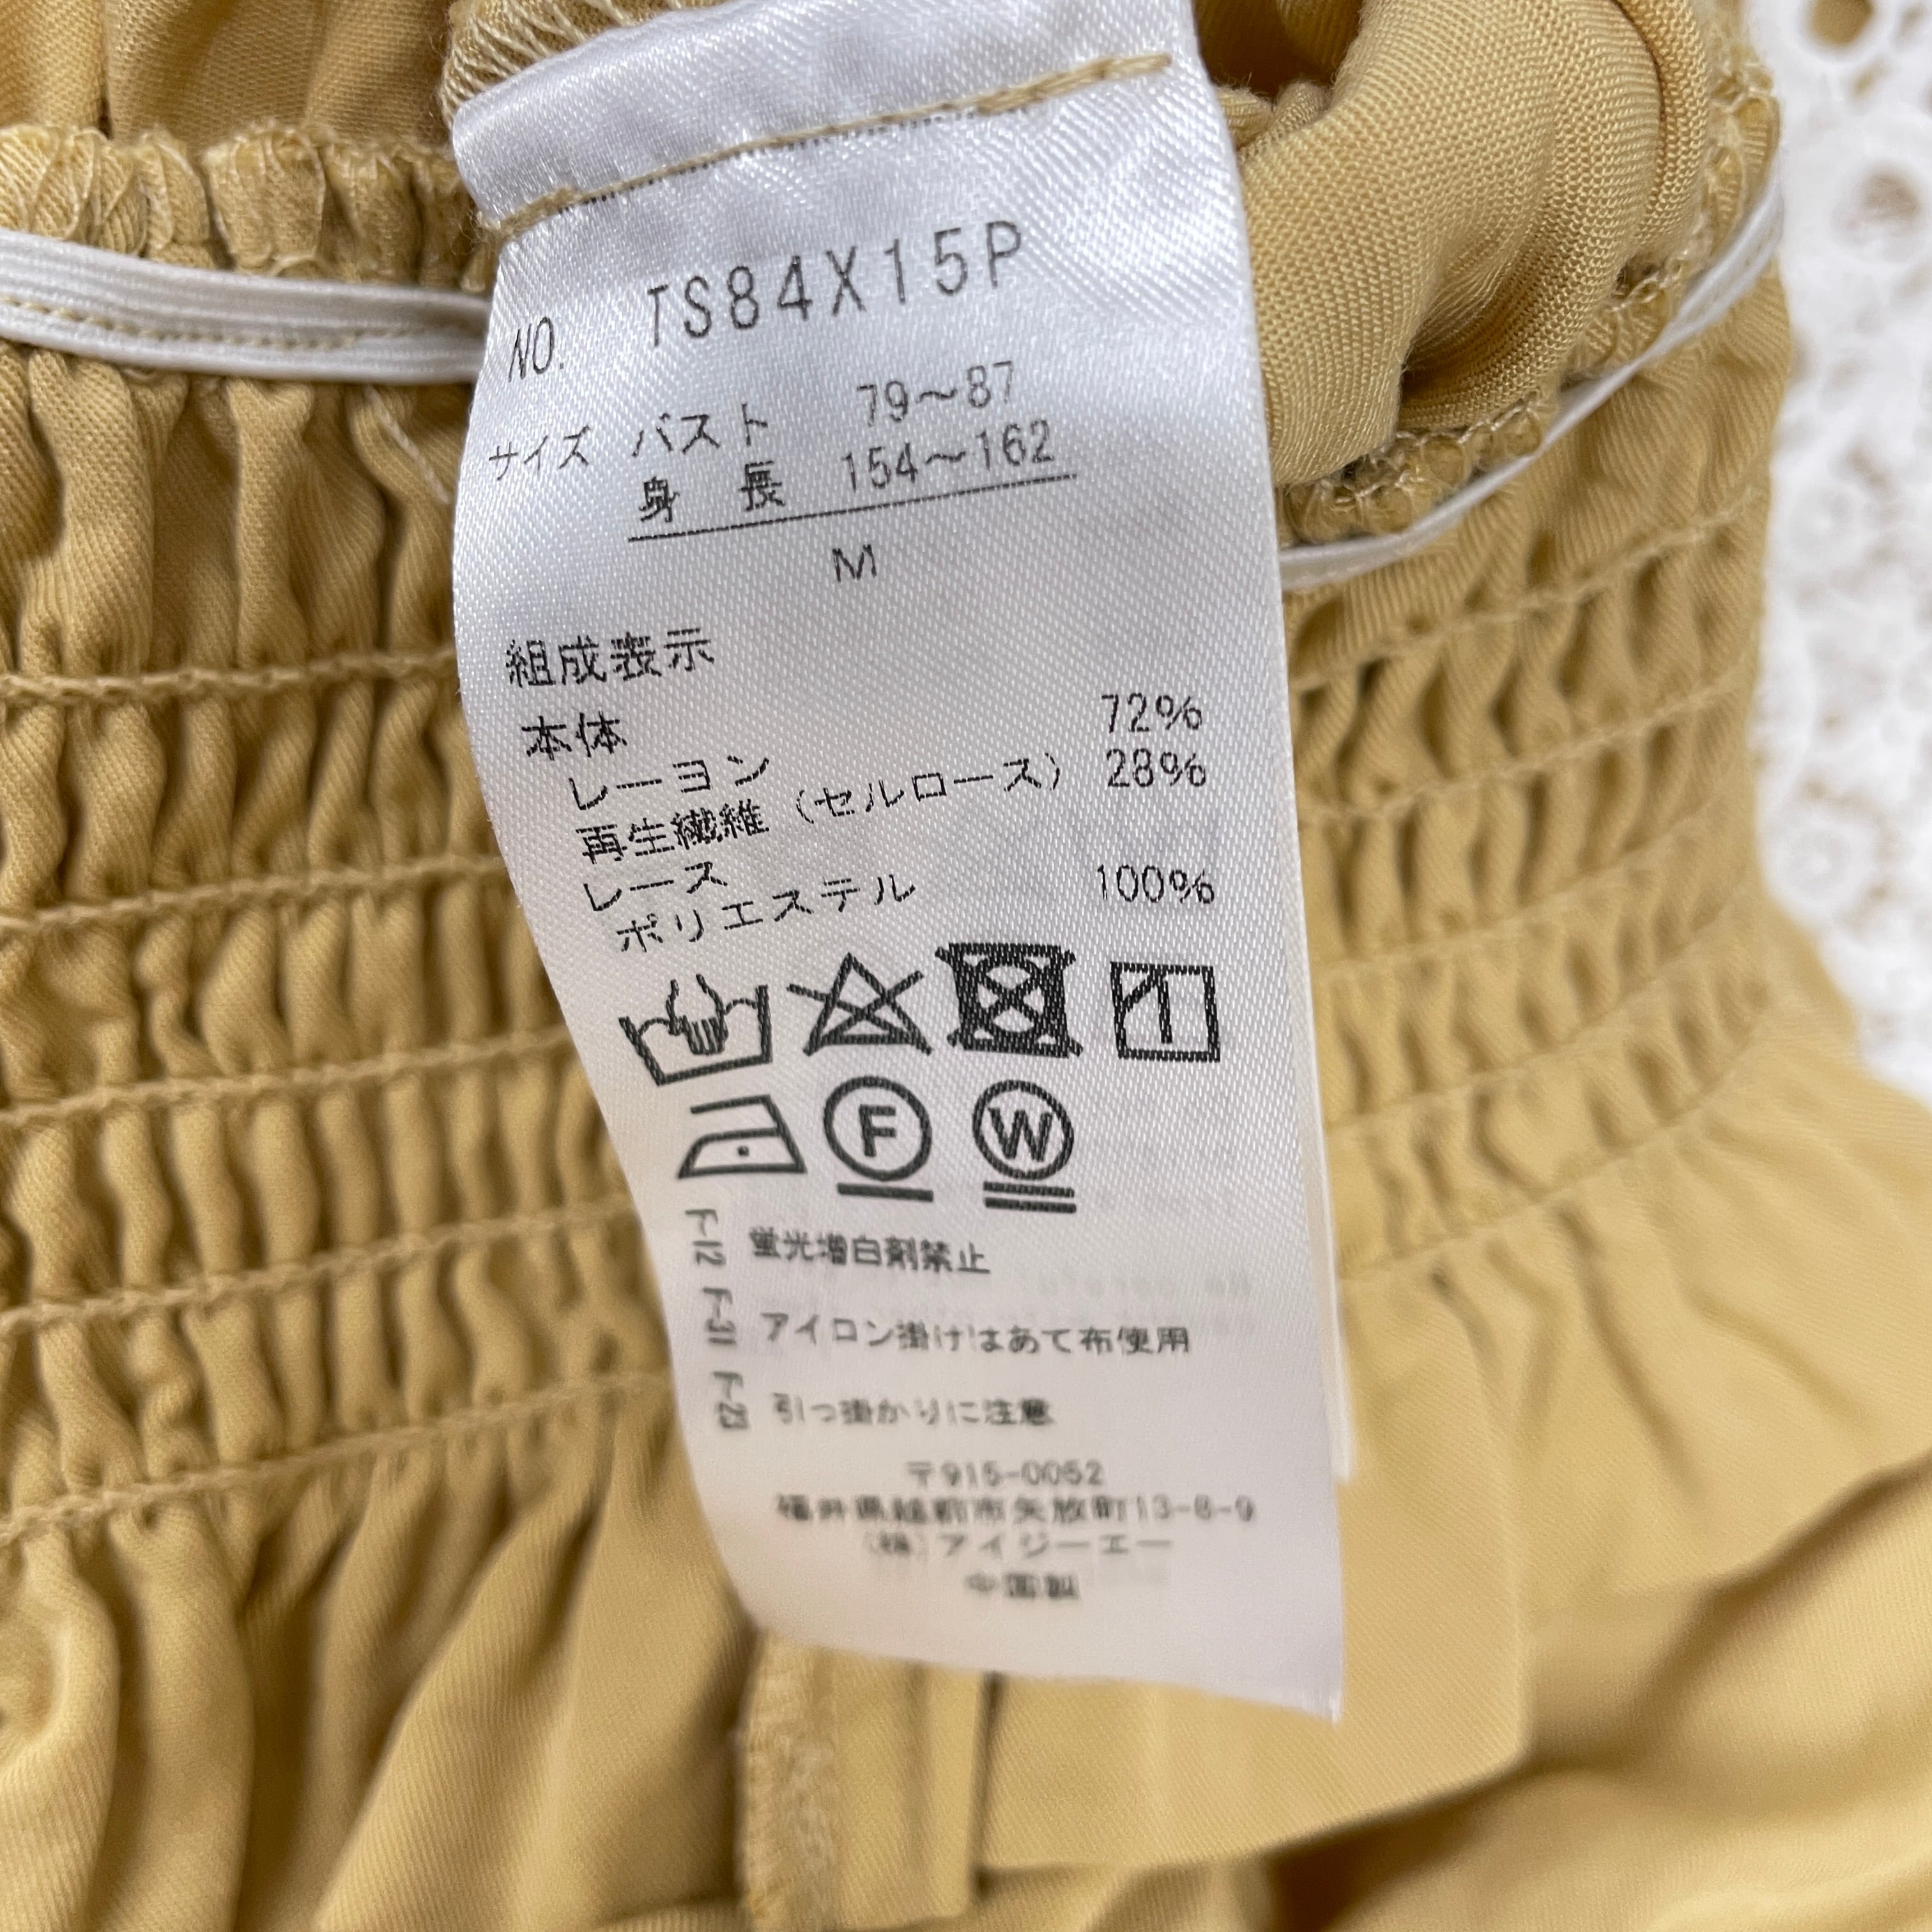 NO. TS84X15P
サイズ バスト 79～87
身 長 154～162
M
組成表示
本体
レーヨン 72%
再生繊維（セルロース） 28%
レース
ポリエステル 100%
F
W
F-12 蛍光増白剤禁止
F-31 アイロン掛けはあて布使用
F-23 引っ掛かりに注意
〒915-0052
福井県越前市矢放町13-8-9
（株）アイジーエー
中国製